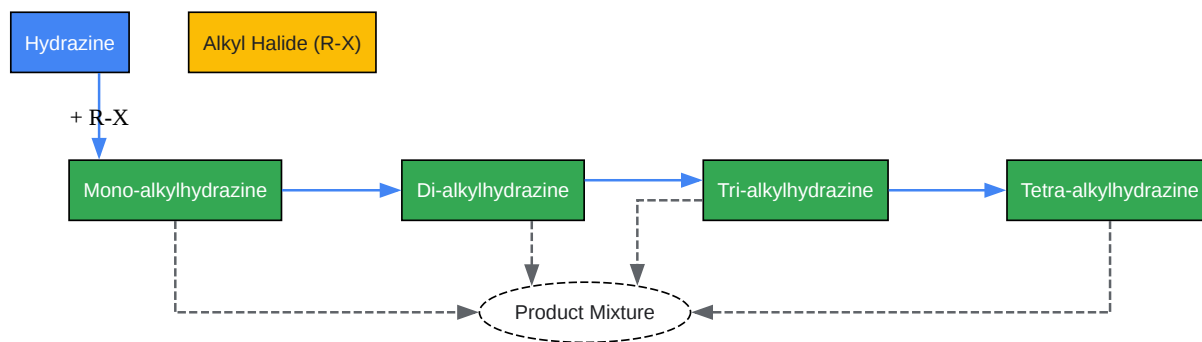 Hydrazine
Alkyl Halide (R-X)
+ R-X
Mono-alkylhydrazine
Di-alkylhydrazine
Tri-alkylhydrazine
Tetra-alkylhydrazine
Product Mixture